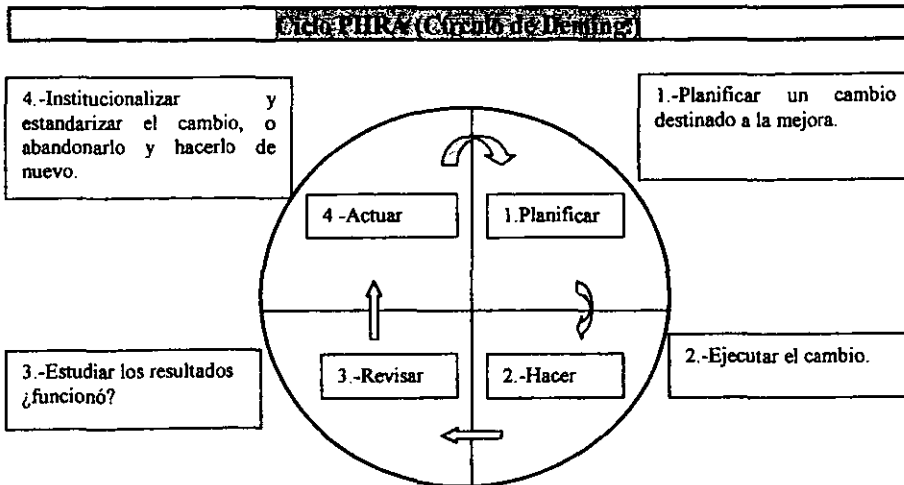 Ciclo PHRA (Círculo de Deming)
4.-Institucionalizar y
estandarizar el cambio, o
abandonarlo y hacerlo de
nuevo.
1.-Planificar un cambio
destinado a la mejora.
4 -Actuar
1.Planificar
3.-Estudiar los resultados
¿funcionó?
3.-Revisar
2.-Hacer
2.-Ejecutar el cambio.